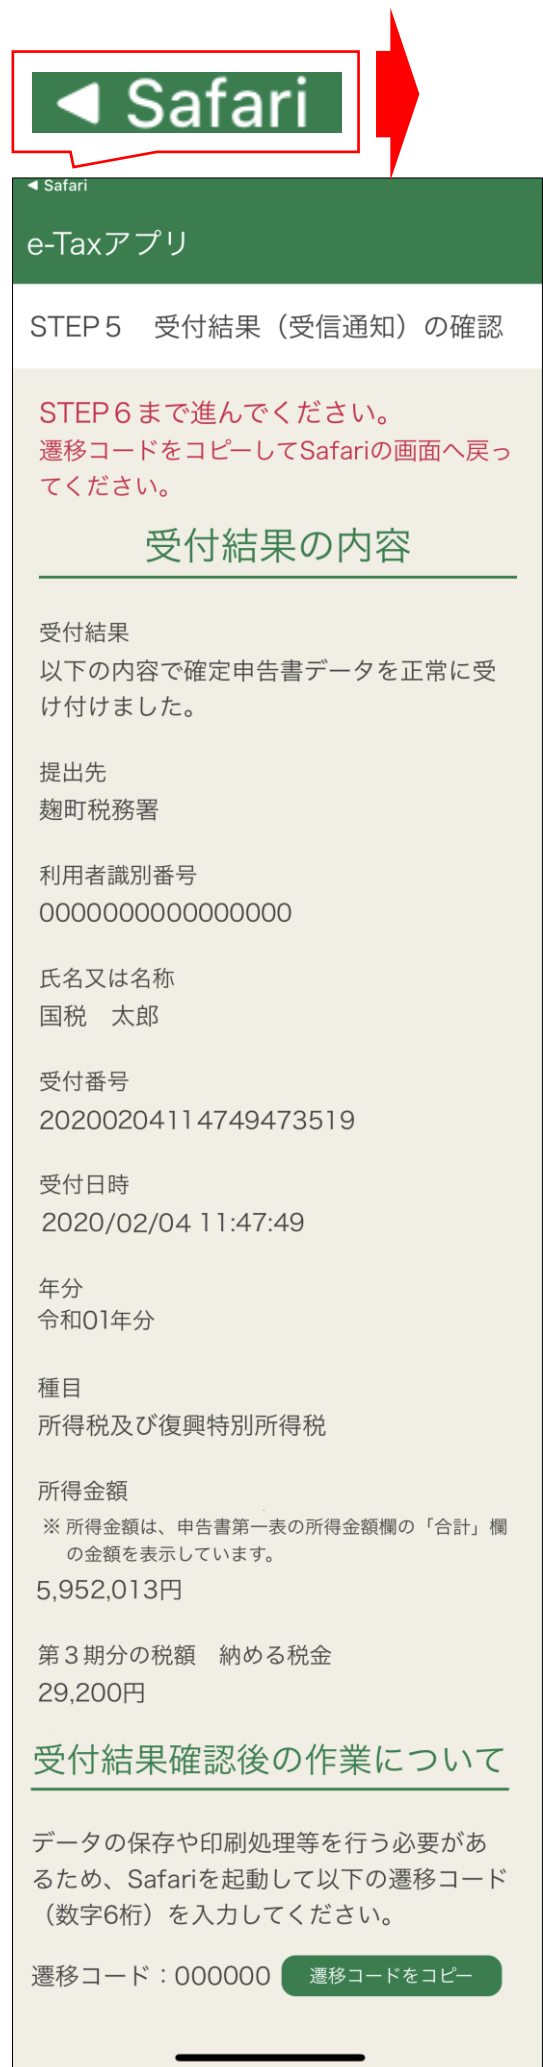 ◀ Safari
◀ Safari
e-Taxアプリ
STEP５　受付結果（受信通知）の確認
STEP６まで進んでください。
遷移コードをコピーしてSafariの画面へ戻っ
てください。
受付結果の内容
受付結果
以下の内容で確定申告書データを正常に受
け付けました。
提出先
麹町税務署
利用者識別番号
0000000000000000
氏名又は名称
国税　太郎
受付番号
20200204114749473519
受付日時
2020/02/04 11:47:49
年分
令和01年分
種目
所得税及び復興特別所得税
所得金額
※ 所得金額は、申告書第一表の所得金額欄の「合計」欄
の金額を表示しています。
5,952,013円
第３期分の税額　納める税金
29,200円
受付結果確認後の作業について
データの保存や印刷処理等を行う必要があ
るため、Safariを起動して以下の遷移コード
（数字6桁）を入力してください。
遷移コード：000000 遷移コードをコピー